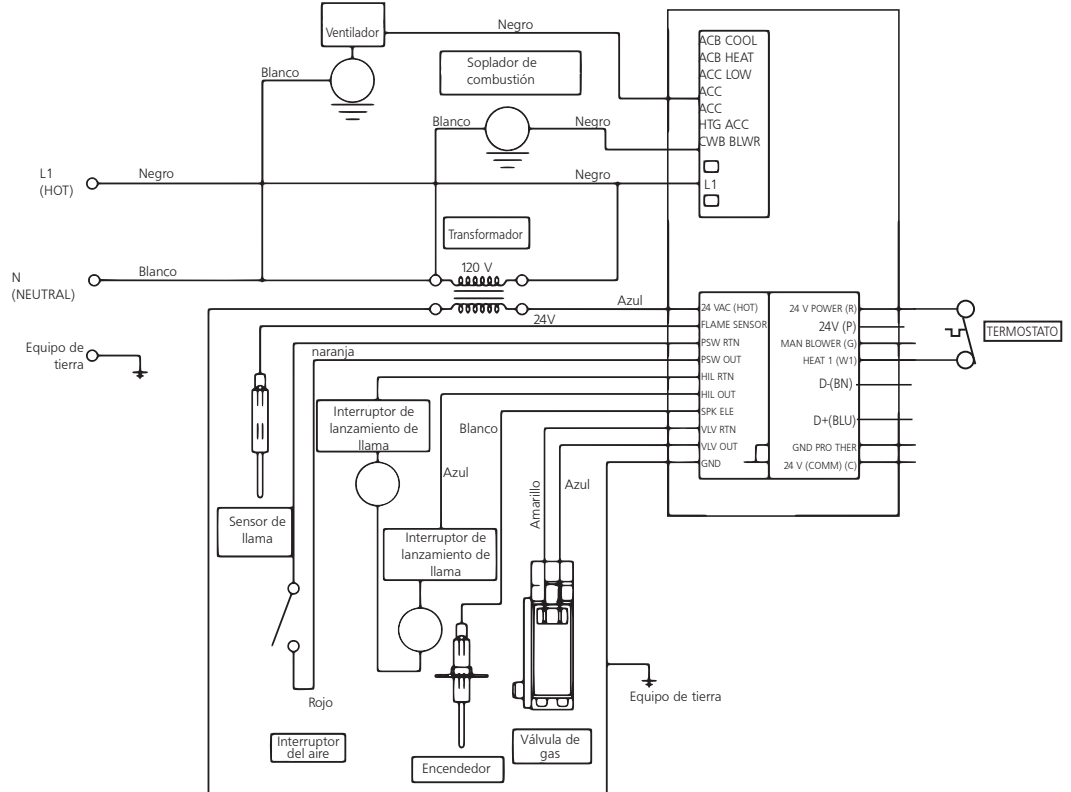 Ventilador
Negro
Blanco
Soplador de
combustión
Blanco
Negro
L1
(HOT)
Negro
Negro
Transformador
120 V
N
(NEUTRAL)
Blanco
Azul
24V
Equipo de
tierra
naranja
ACB COOL
ACB HEAT
ACC LOW
ACC
ACC
HTG ACC
CWB BLWR
L1
24 VAC (HOT)
FLAME SENSOR
PSW RTN
PSW OUT
HIL RTN
HIL OUT
SPK ELE
VLV RTN
VLV OUT
GND
24 V POWER (R)
24V (P)
MAN BLOWER (G)
HEAT 1 (W1)
D-(BN)
D+(BLU)
GND PRO THER
24 V (COMM) (C)
TERMOSTATO
Interruptor de
lanzamiento de
llama
Blanco
Azul
Amarillo
Azul
Sensor de
llama
Interruptor de
lanzamiento de
llama
Rojo
Equipo de tierra
Interruptor
del aire
Encendedor
Válvula de
gas